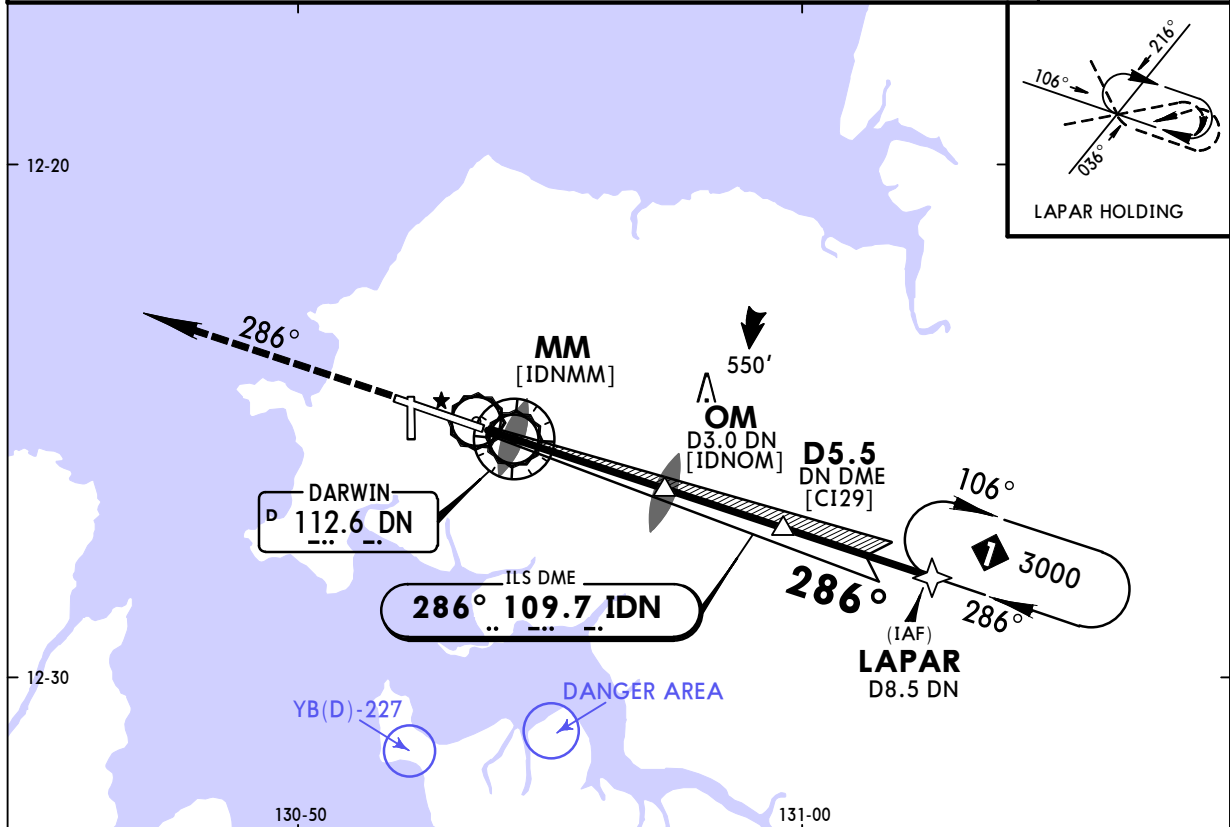 216°
106°
036°
LAPAR HOLDING
12-20
286°
MM
[IDNMM]
550'
OM
D3.0 DN
[IDNOM]
D5.5
DN DME
[CI29]
106°
DARWIN
D 112.6 DN
1 3000
ILS DME
286° 109.7 IDN
286°
286°
(IAF)
LAPAR
D8.5 DN
12-30
YB(D)-227
DANGER AREA
130-50
131-00